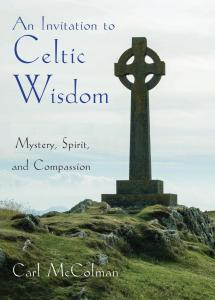 An Invitation to
Celtic
Wisdom
Mystery, Spirit,
and Compassion
Carl McColman